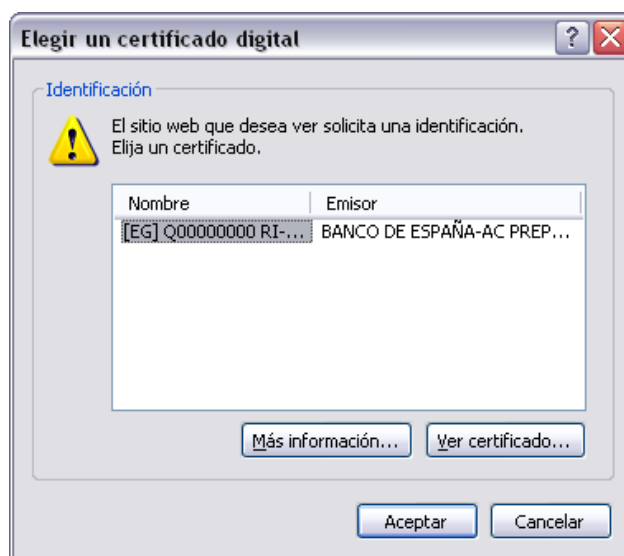 Elegir un certificado digital
Identificación
El sitio web que desea ver solicita una identificación.
Elija un certificado.
Nombre Emisor
[EG] Q00000000 RI-... BANCO DE ESPAÑA-AC PREP...
Más información... Ver certificado...
Aceptar Cancelar